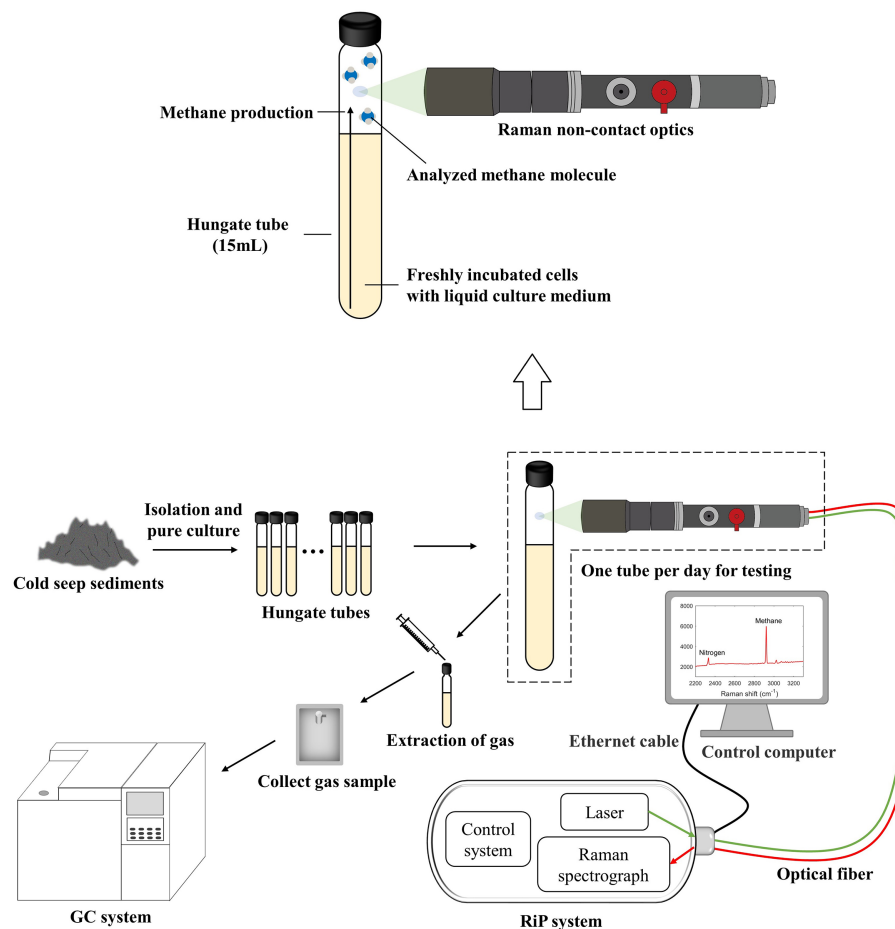 Methane production
Raman non-contact optics
Analyzed methane molecule
Hungate tube
(15mL)
Freshly incubated cells
with liquid culture medium
Isolation and
pure culture
Cold seep sediments
Hungate tubes
One tube per day for testing
8000
6000
4000
2000
Methane
Nitrogen
2200 2400 2600 2800 3000 3200
Raman shift (cm⁻¹)
Extraction of gas
Ethernet cable
Control computer
Collect gas sample
Laser
Control
system
Raman
spectrograph
Optical fiber
GC system
RiP system